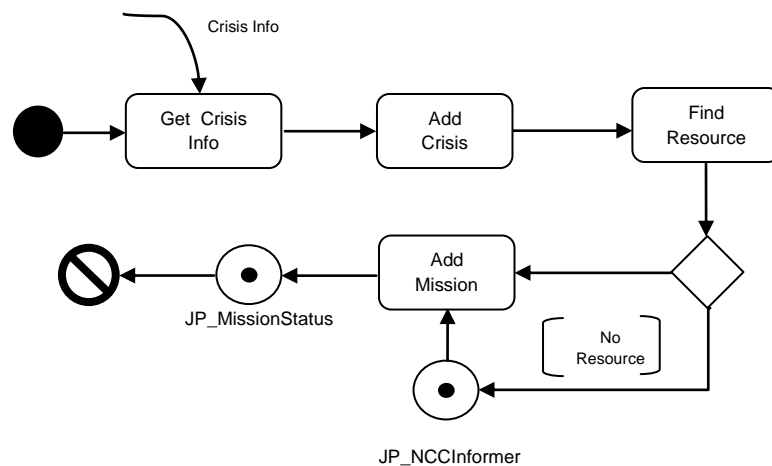 Crisis Info
Get Crisis
Info
Add
Crisis
Find
Resource
Add
Mission
JP_MissionStatus
No
Resource
JP_NCCInformer